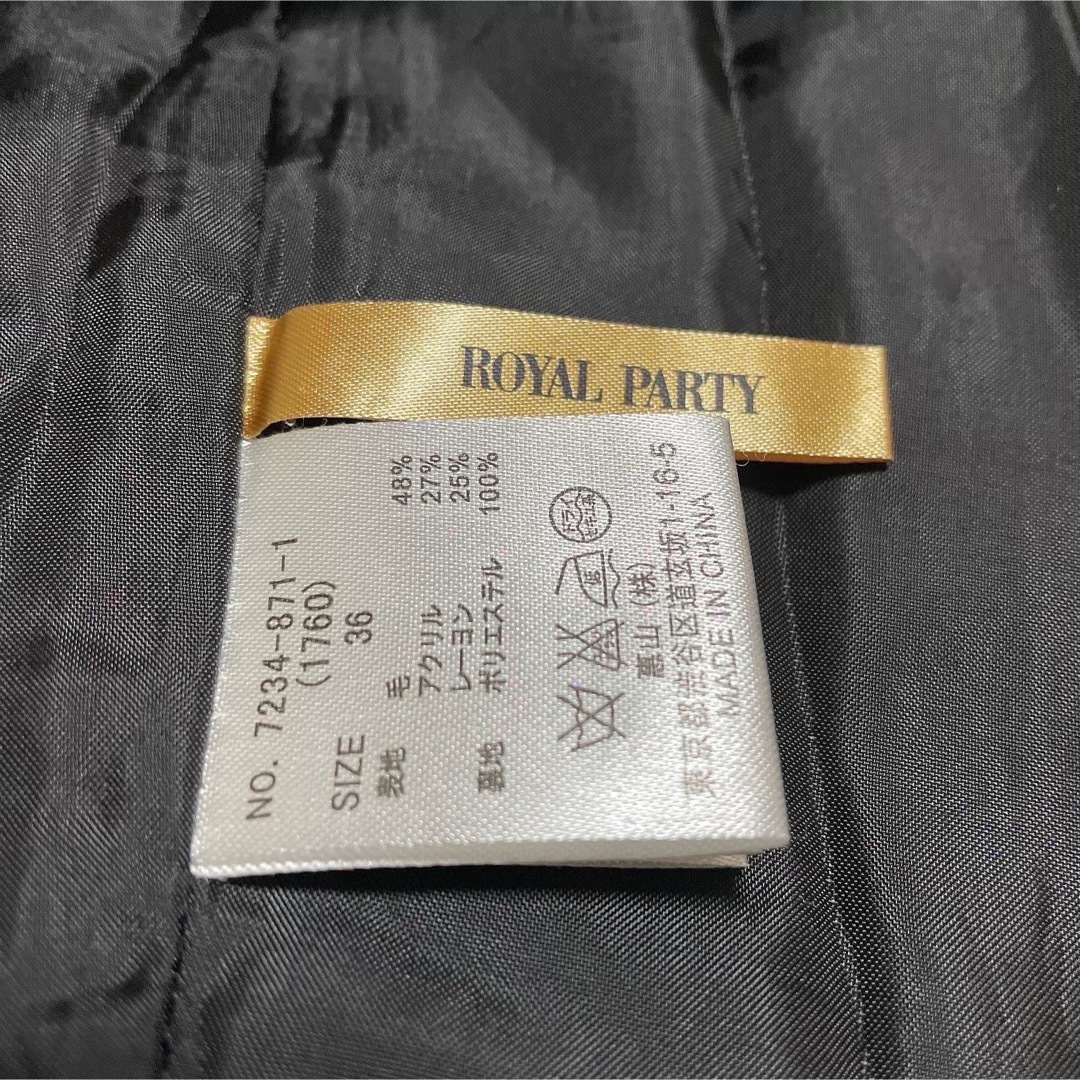 ROYAL PARTY
NO. 7234-871-1
(1760)
SIZE 36
表地 毛 48%
アクリル 27%
レーヨン 25%
裏地 ポリエステル 100%
(株)
東京都渋谷区道玄坂1-16-5
MADE IN CHINA